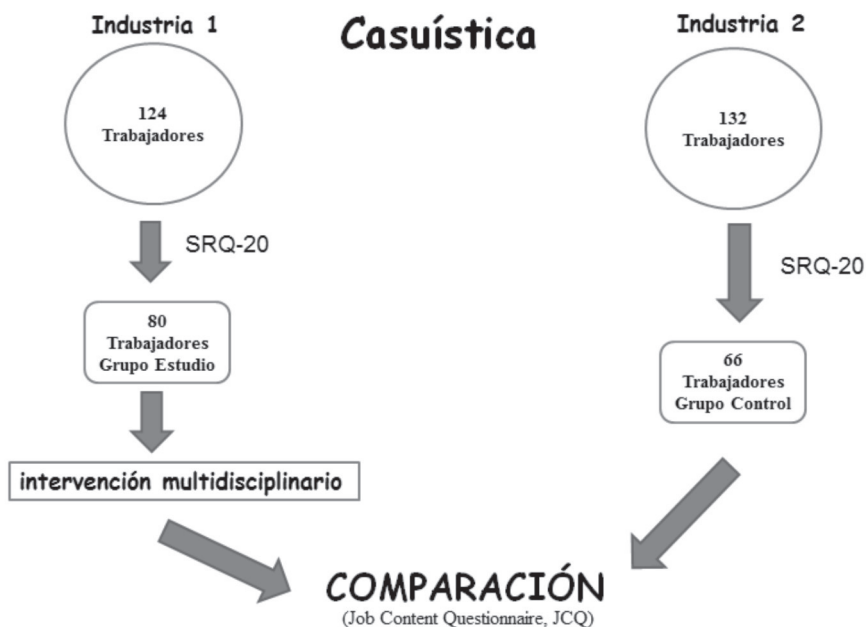 Casuística
Industria 1
124
Trabajadores
SRQ-20
80
Trabajadores
Grupo Estudio
intervención multidisciplinario
Industria 2
132
Trabajadores
SRQ-20
66
Trabajadores
Grupo Control
COMPARACIÓN
(Job Content Questionnaire, JCQ)